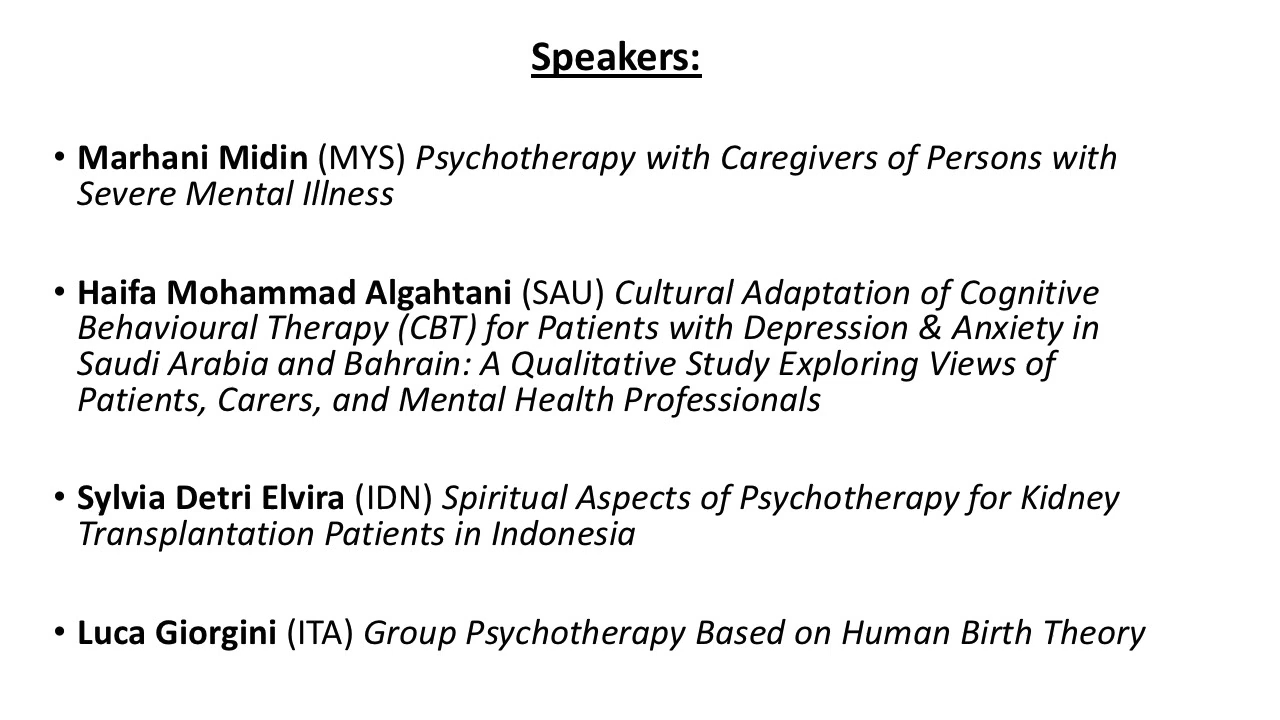 Speakers:
• Marhani Midin (MYS) Psychotherapy with Caregivers of Persons with
Severe Mental Illness
• Haifa Mohammad Algahtani (SAU) Cultural Adaptation of Cognitive
Behavioural Therapy (CBT) for Patients with Depression & Anxiety in
Saudi Arabia and Bahrain: A Qualitative Study Exploring Views of
Patients, Carers, and Mental Health Professionals
• Sylvia Detri Elvira (IDN) Spiritual Aspects of Psychotherapy for Kidney
Transplantation Patients in Indonesia
• Luca Giorgini (ITA) Group Psychotherapy Based on Human Birth Theory